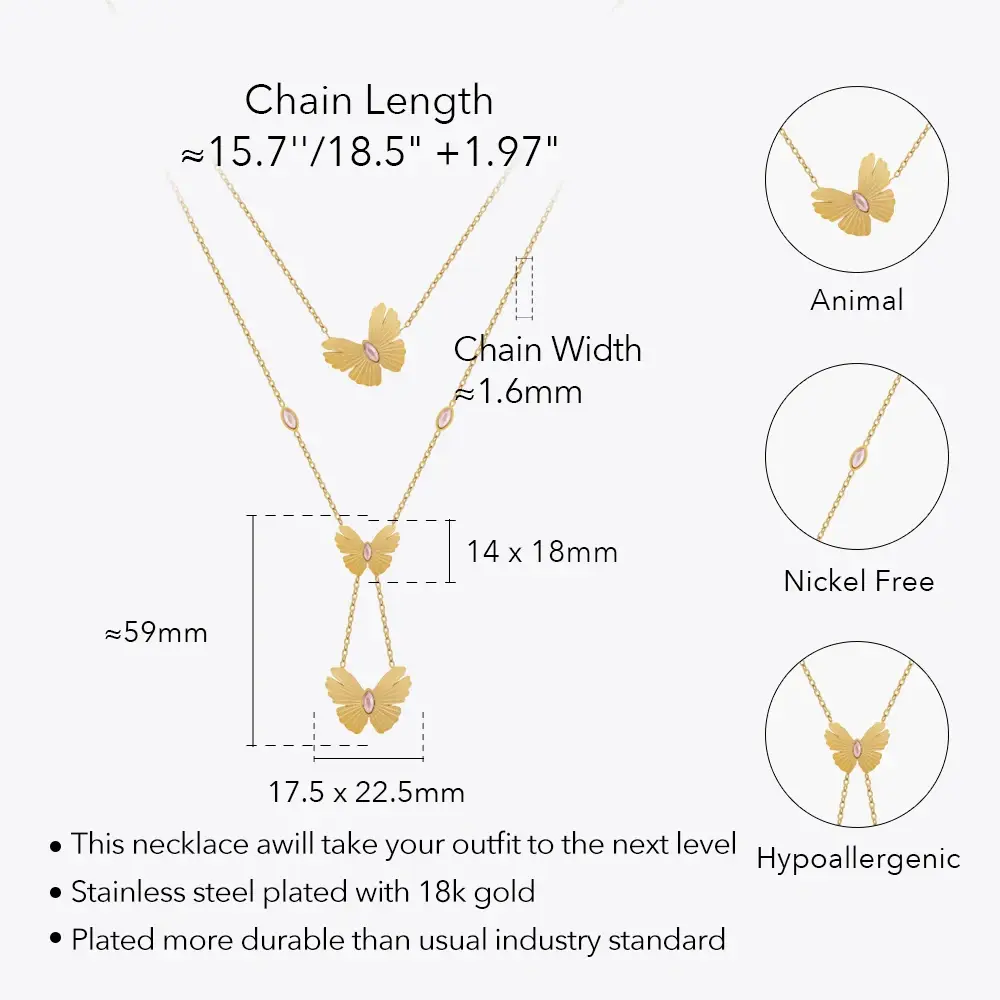 Chain Length
≈15.7''/18.5" +1.97"
Animal
Chain Width
≈1.6mm
14 x 18mm
Nickel Free
≈59mm
17.5 x 22.5mm
• This necklace awill take your outfit to the next level
Hypoallergenic
• Stainless steel plated with 18k gold
• Plated more durable than usual industry standard